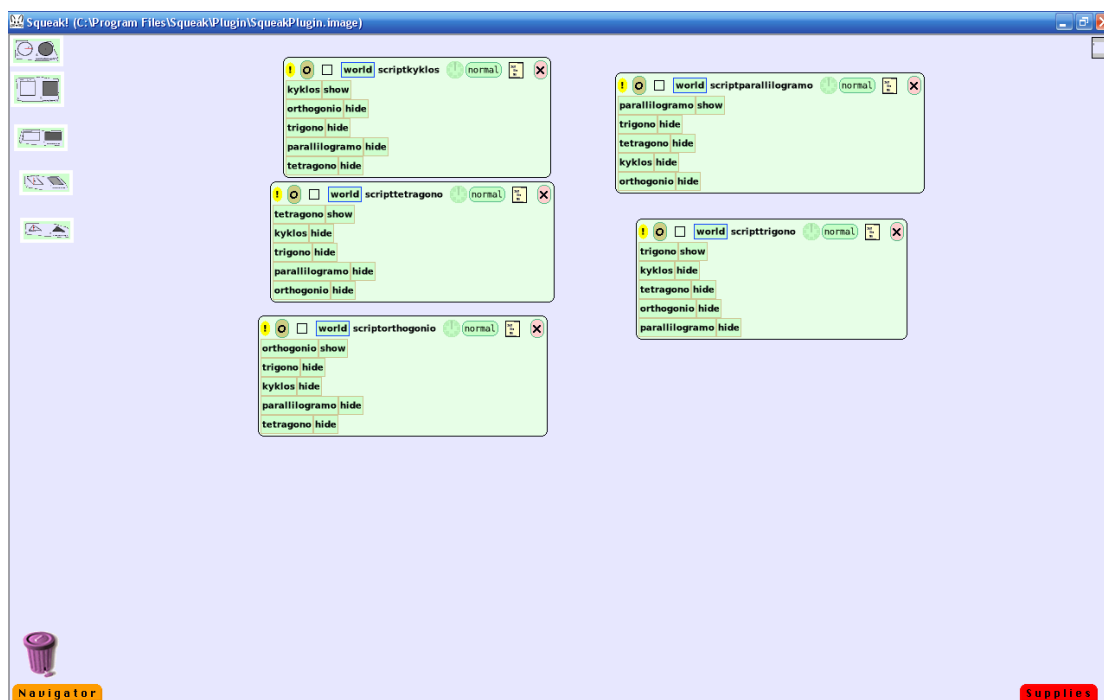 Squeak! (C:\Program Files\Squeak\Plugin\SqueakPlugin.image)
! world scriptkyklos normal
kyklos show
orthogonio hide
trigono hide
parallilogramo hide
tetragono hide
! world scripttetragono normal
tetragono show
kyklos hide
trigono hide
parallilogramo hide
orthogonio hide
! world scriptorthogonio normal
orthogonio show
trigono hide
kyklos hide
parallilogramo hide
tetragono hide
! world scriptparallilogramo normal
parallilogramo show
trigono hide
tetragono hide
kyklos hide
orthogonio hide
! world scripttrigono normal
trigono show
kyklos hide
tetragono hide
orthogonio hide
parallilogramo hide
Navigator
Supplies